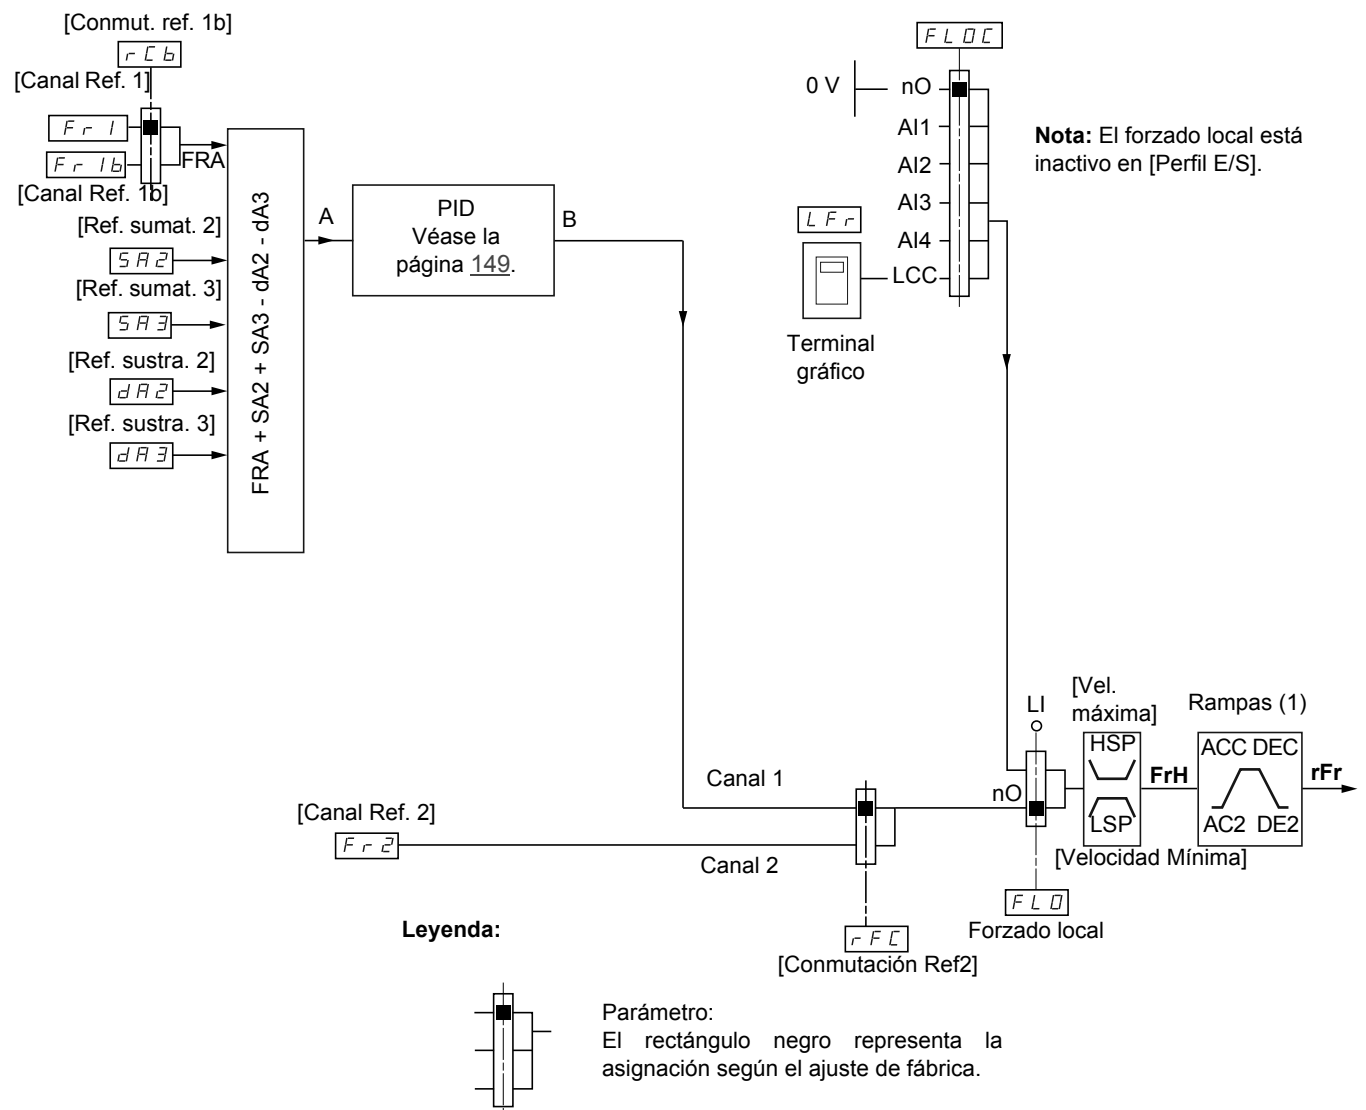 [Conmut. ref. 1b]
rCb
[Canal Ref. 1]
Fr1
Fr1b
FRA
[Canal Ref. 1b]
[Ref. sumat. 2]
SA2
[Ref. sumat. 3]
SA3
[Ref. sustra. 2]
dA2
[Ref. sustra. 3]
dA3
FRA + SA2 + SA3 - dA2 - dA3
A
PID
Véase la
página 149.
B
FLOC
0 V
nO
AI1
AI2
AI3
AI4
LCC
LFr
Terminal
gráfico
Nota: El forzado local está
inactivo en [Perfil E/S].
LI
[Vel.
máxima]
Rampas (1)
HSP
LSP
FrH
ACC DEC
AC2 DE2
rFr
[Velocidad Mínima]
Canal 1
nO
[Canal Ref. 2]
Fr2
Canal 2
FLO
Forzado local
rFC
[Conmutación Ref2]
Leyenda:
Parámetro:
El rectángulo negro representa la
asignación según el ajuste de fábrica.